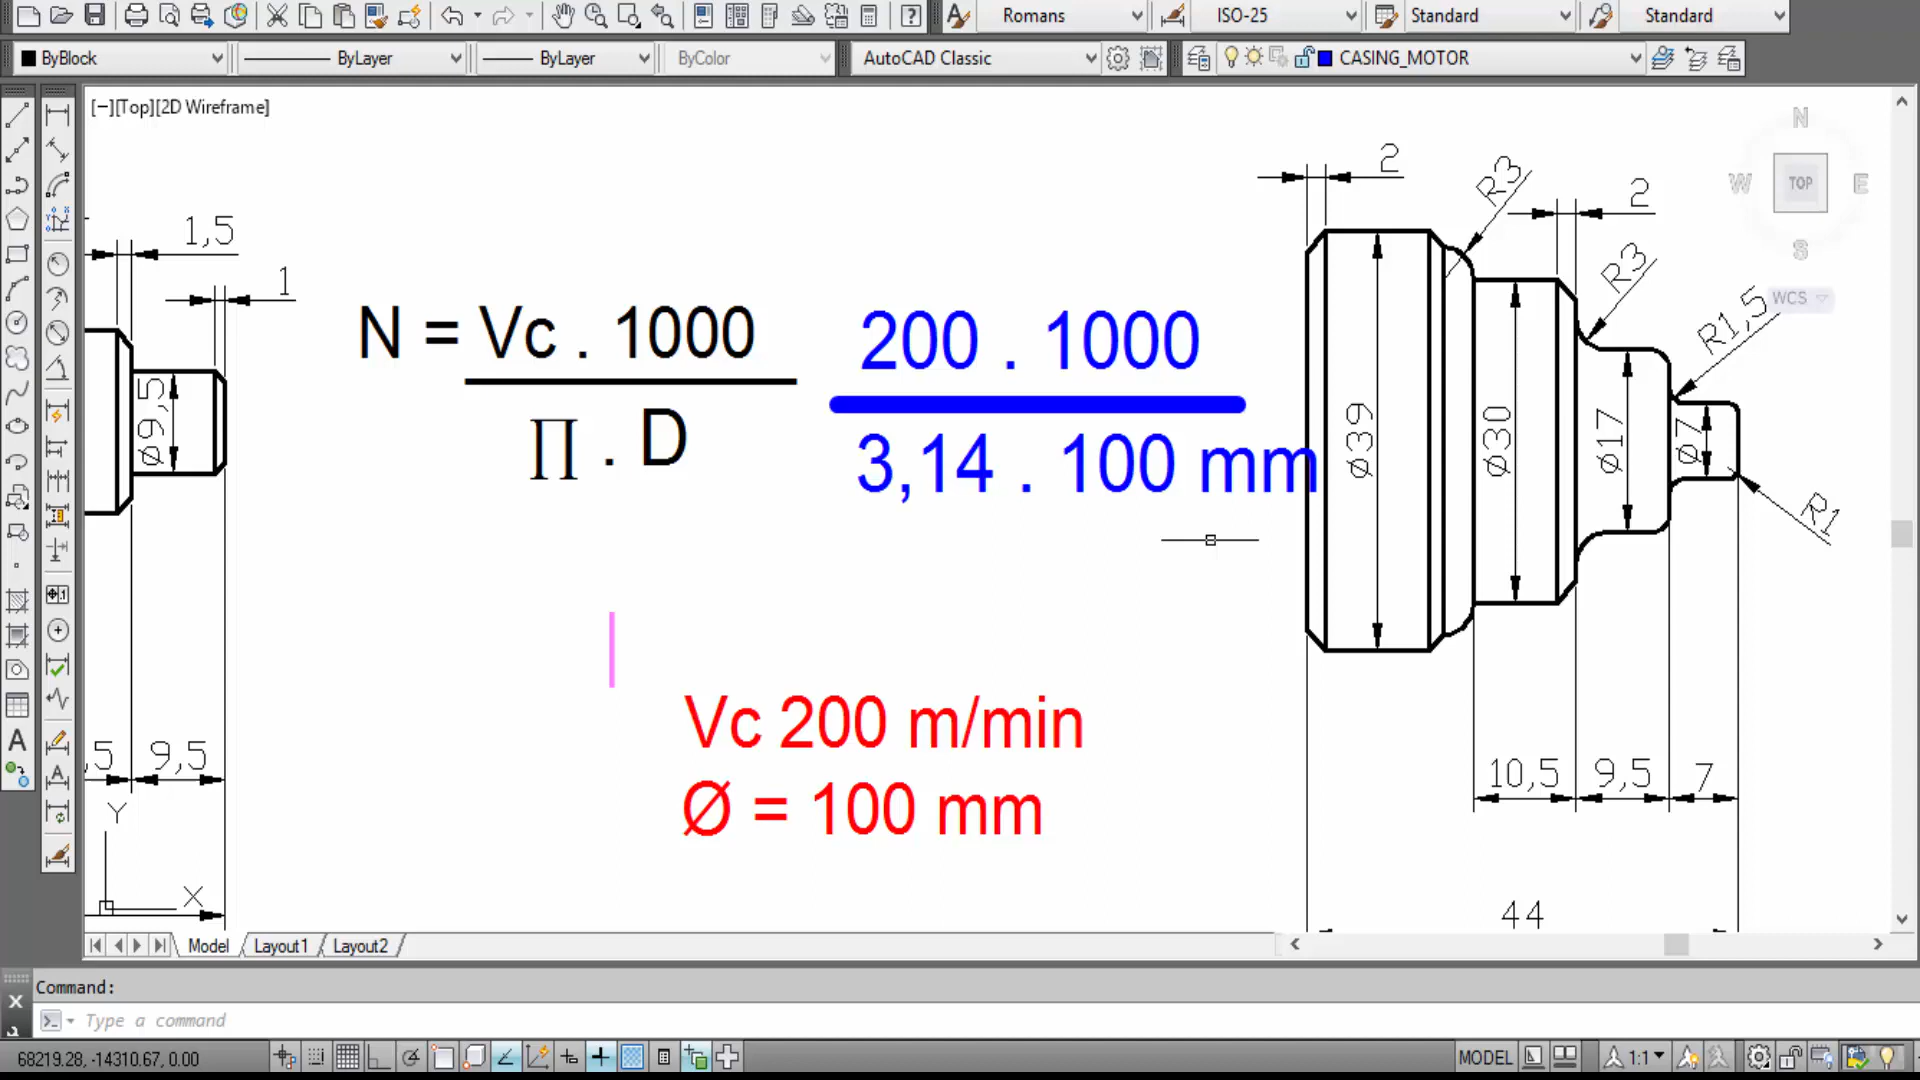 Romans ISO-25 Standard Standard
ByBlock ByLayer ByLayer ByColor AutoCAD Classic CASING_MOTOR
[−][Top][2D Wireframe]
N
W TOP E
S
WCS
1,5
1
Ø9,5
,5 9,5
Y
X
N = Vc . 1000
∏ . D
200 . 1000
3,14 . 100 mm
Vc 200 m/min
Ø = 100 mm
2
R3
2
R3
R1,5
Ø39
Ø30
Ø17
Ø7
R1
10,5 9,5 7
44
Model Layout1 Layout2
Command:
Type a command
68219.28, -14310.67, 0.00 MODEL 1:1